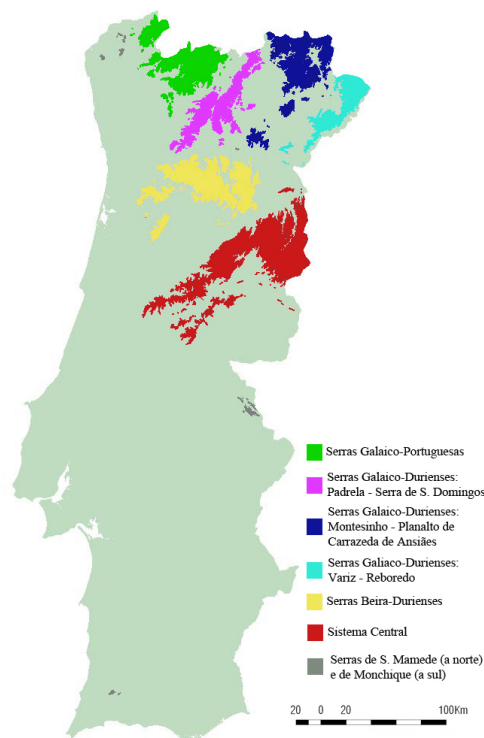 Serras Galaico-Portuguesas
Serras Galaico-Durienses:
Padrela - Serra de S. Domingos
Serras Galaico-Durienses:
Montesinho - Planalto de
Carrazeda de Ansiães
Serras Galiaco-Durienses:
Variz - Reboredo
Serras Beira-Durienses
Sistema Central
Serras de S. Mamede (a norte)
e de Monchique (a sul)
20 0 20 100Km